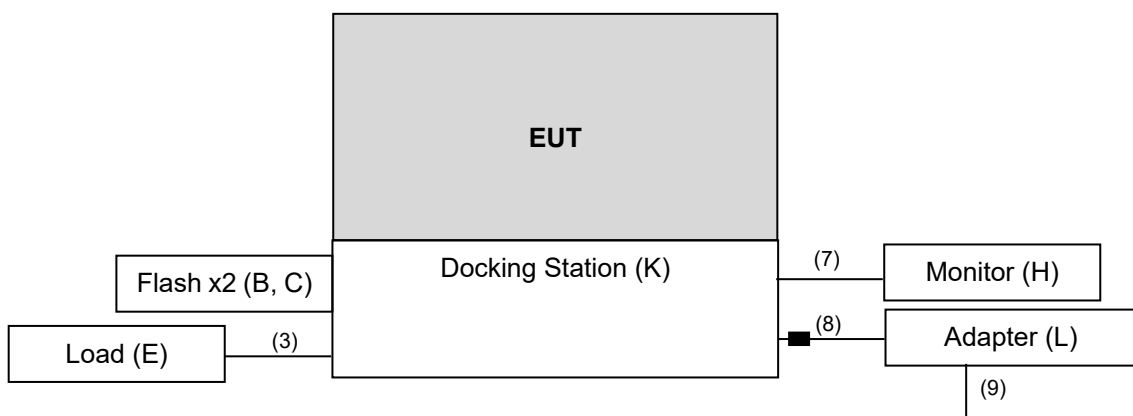 EUT
Docking Station (K)
Flash x2 (B, C)
(7)
Monitor (H)
Load (E)
(3)
(8)
Adapter (L)
(9)